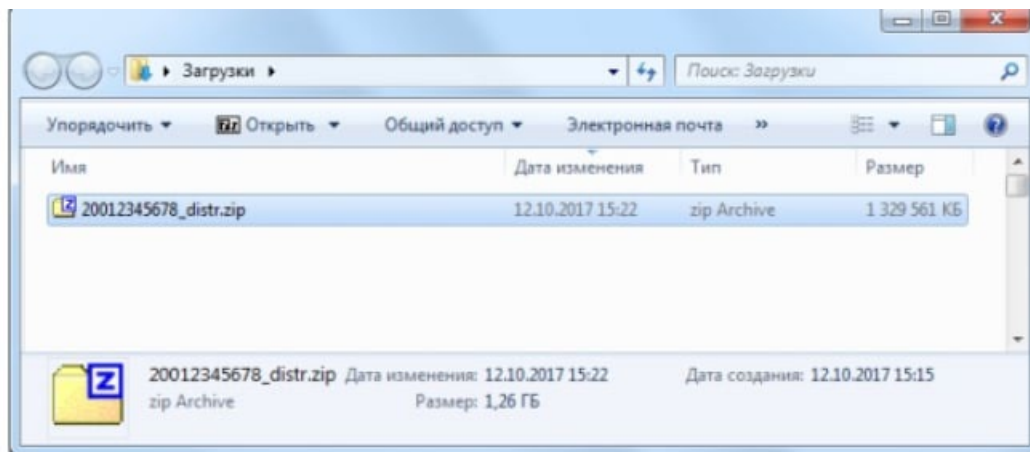 Загрузки Поиск: Загрузки
Упорядочить Открыть Общий доступ Электронная почта »
Имя Дата изменения Тип Размер
20012345678_distr.zip 12.10.2017 15:22 zip Archive 1 329 561 КБ
20012345678_distr.zip Дата изменения: 12.10.2017 15:22 Дата создания: 12.10.2017 15:15
zip Archive Размер: 1,26 ГБ